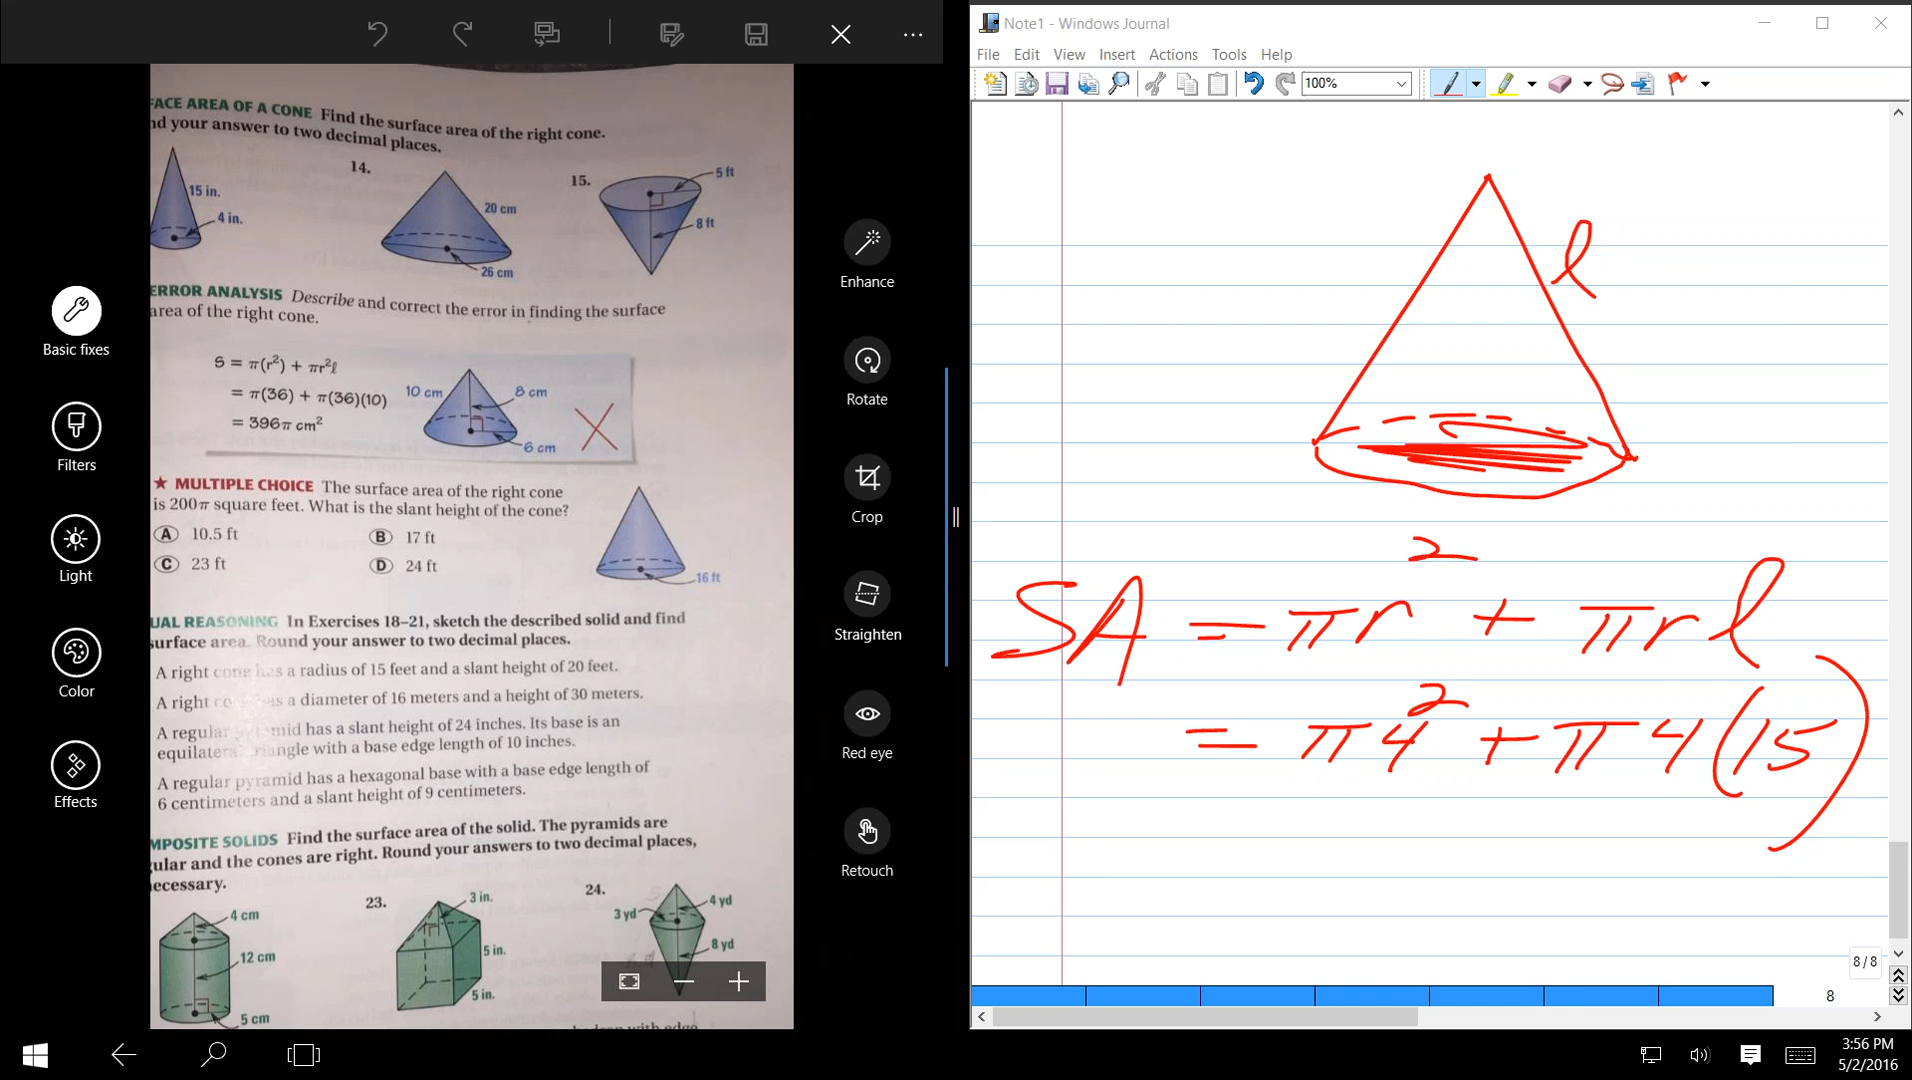 FACE AREA OF A CONE Find the surface area of the right cone.
nd your answer to two decimal places.
15 in.
4 in.
14.
20 cm
26 cm
15.
5 ft
8 ft
ERROR ANALYSIS Describe and correct the error in finding the surface
area of the right cone.
S = π(r²) + πr²ℓ
= π(36) + π(36)(10)
= 396π cm²
10 cm
8 cm
6 cm
★ MULTIPLE CHOICE The surface area of the right cone
is 200π square feet. What is the slant height of the cone?
A 10.5 ft
B 17 ft
C 23 ft
D 24 ft
16 ft
UAL REASONING In Exercises 18–21, sketch the described solid and find
surface area. Round your answer to two decimal places.
A right cone has a radius of 15 feet and a slant height of 20 feet.
A right has a diameter of 16 meters and a height of 30 meters.
A regular pyramid has a slant height of 24 inches. Its base is an
equilateral triangle with a base edge length of 10 inches.
A regular pyramid has a hexagonal base with a base edge length of
6 centimeters and a slant height of 9 centimeters.
MPOSITE SOLIDS Find the surface area of the solid. The pyramids are
gular and the cones are right. Round your answers to two decimal places,
ecessary.
4 cm
12 cm
5 cm
23.
3 in.
5 in.
5 in.
24.
3 yd
4 yd
8 yd
with edge
Basic fixes
Filters
Light
Color
Effects
Enhance
Rotate
Crop
Straighten
Red eye
Retouch
Note1 - Windows Journal
File Edit View Insert Actions Tools Help
100%
ℓ
SA = πr² + πrℓ
= π4² + π4(15)
8/8
8
3:56 PM
5/2/2016